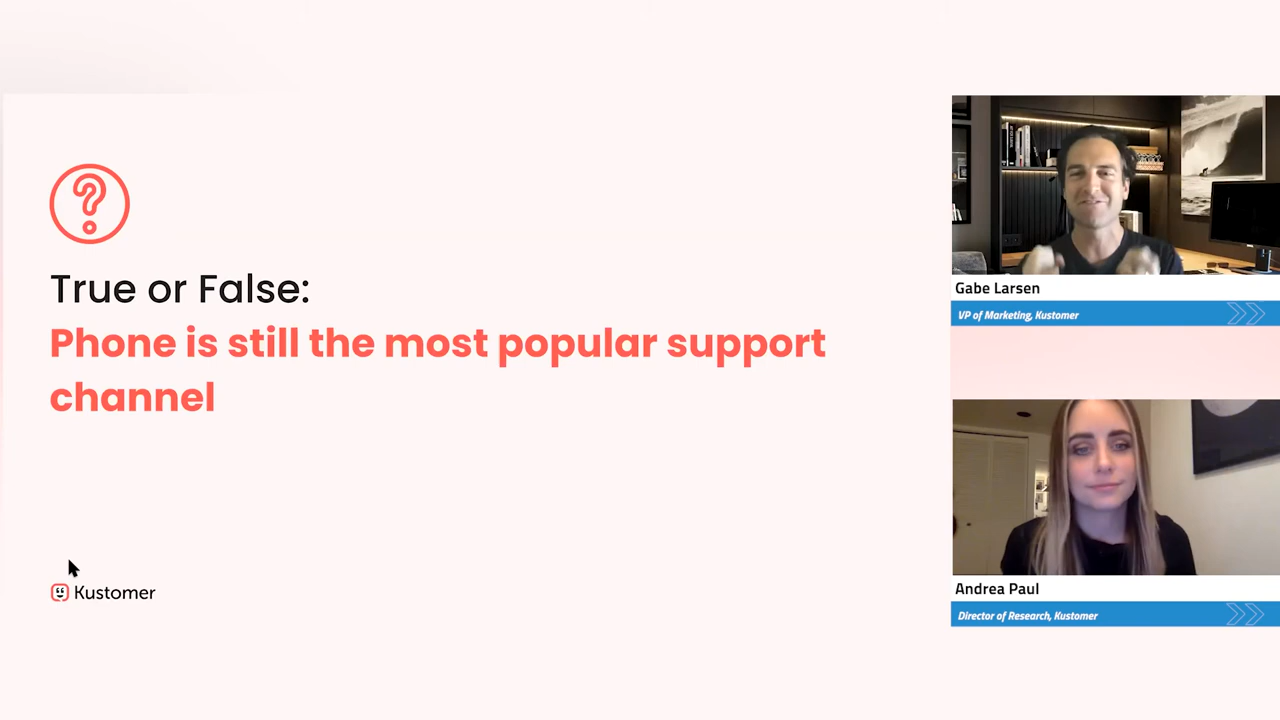 True or False:
Phone is still the most popular support
channel
Kustomer
Gabe Larsen
VP of Marketing, Kustomer
Andrea Paul
Director of Research, Kustomer